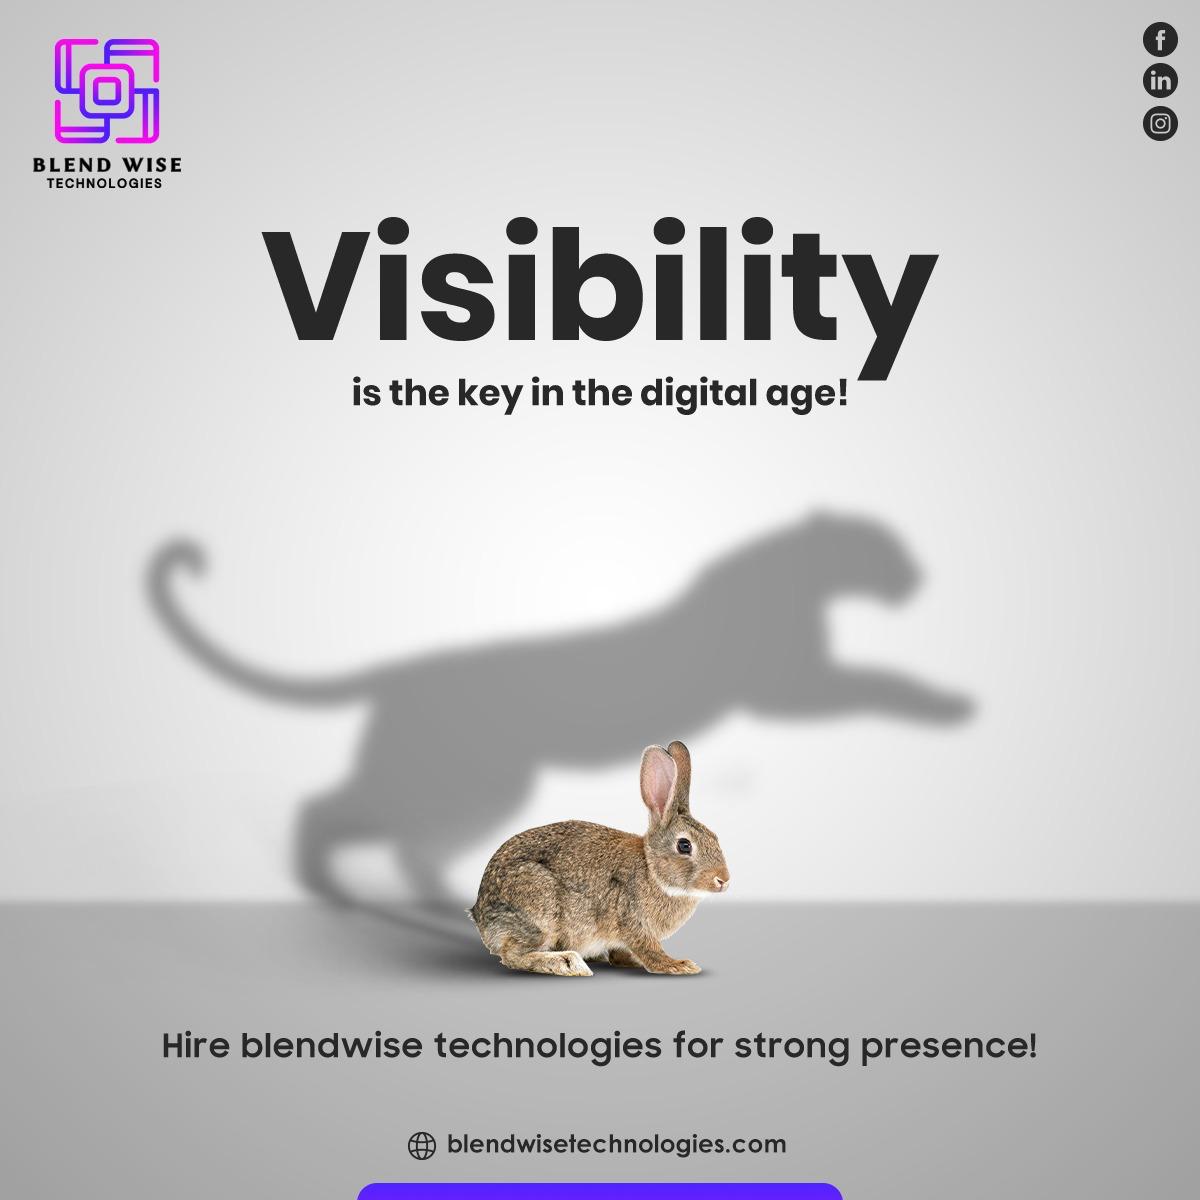 BLEND WISE
TECHNOLOGIES
Visibility
is the key in the digital age!
Hire blendwise technologies for strong presence!
blendwisetechnologies.com